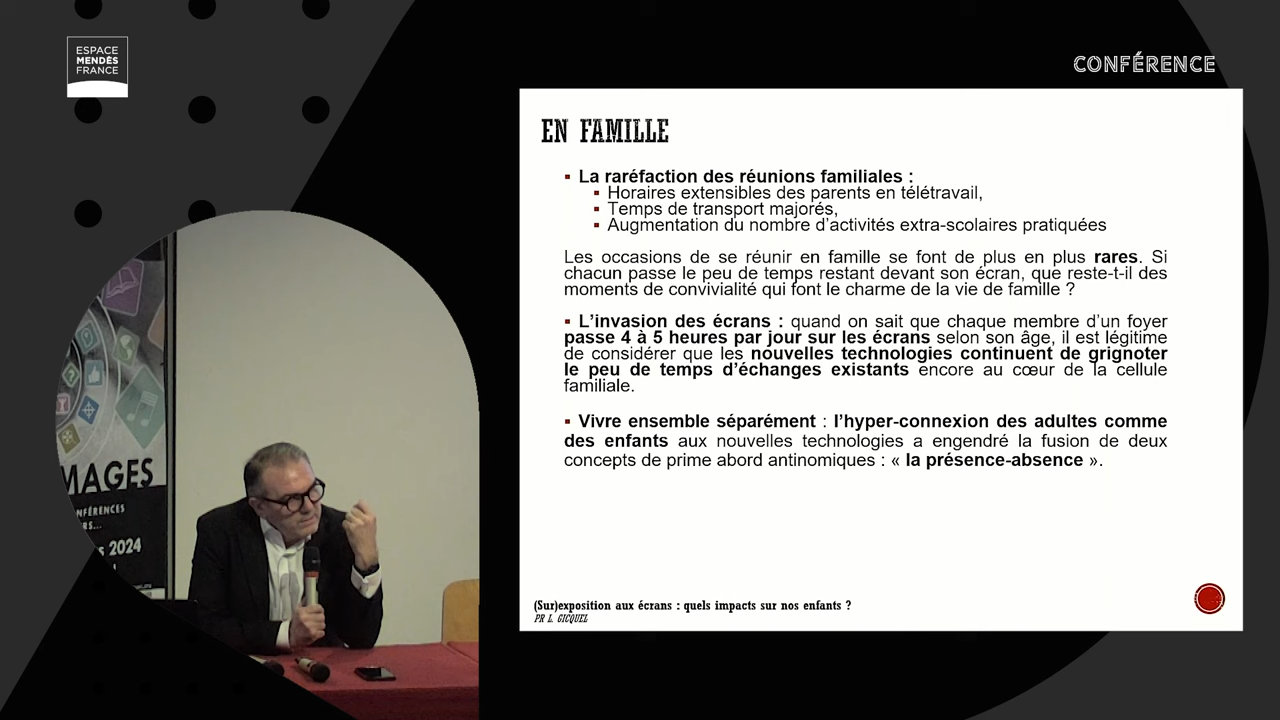 ESPACE
MENDÈS
FRANCE
CONFÉRENCE
EN FAMILLE
▪ La raréfaction des réunions familiales :
▪ Horaires extensibles des parents en télétravail,
▪ Temps de transport majorés,
▪ Augmentation du nombre d’activités extra-scolaires pratiquées
Les occasions de se réunir en famille se font de plus en plus rares. Si
chacun passe le peu de temps restant devant son écran, que reste-t-il des
moments de convivialité qui font le charme de la vie de famille ?
▪ L’invasion des écrans : quand on sait que chaque membre d’un foyer
passe 4 à 5 heures par jour sur les écrans selon son âge, il est légitime
de considérer que les nouvelles technologies continuent de grignoter
le peu de temps d’échanges existants encore au cœur de la cellule
familiale.
▪ Vivre ensemble séparément : l’hyper-connexion des adultes comme
des enfants aux nouvelles technologies a engendré la fusion de deux
concepts de prime abord antinomiques : « la présence-absence ».
(Sur)exposition aux écrans : quels impacts sur nos enfants ?
PR L. GICQUEL
MAGES
NFÉRENCES
RS...
s 2024